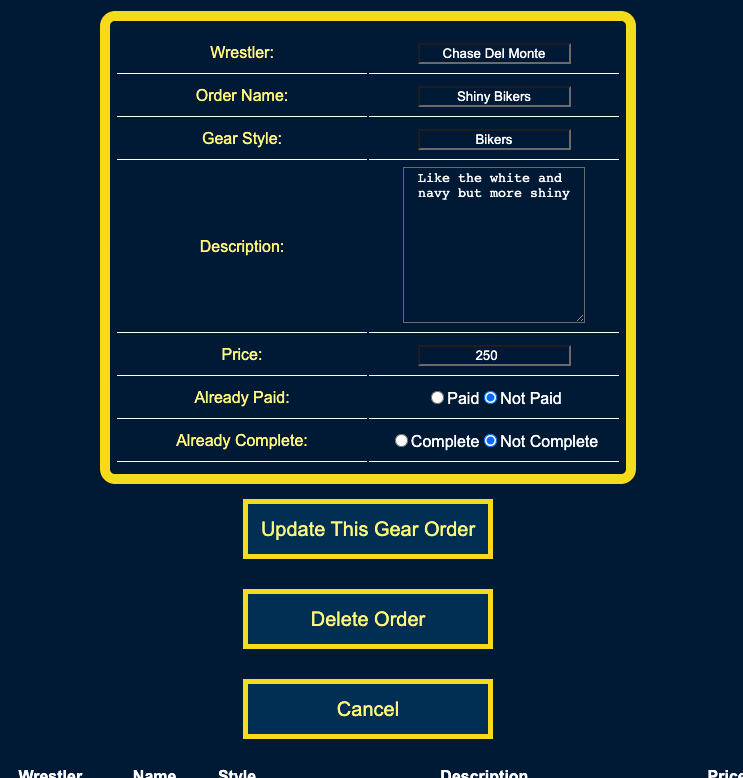 Wrestler: Chase Del Monte
Order Name: Shiny Bikers
Gear Style: Bikers
Description: Like the white and
navy but more shiny
Price: 250
Already Paid: Paid Not Paid
Already Complete: Complete Not Complete
Update This Gear Order
Delete Order
Cancel
Wrestler Name Style Description Price